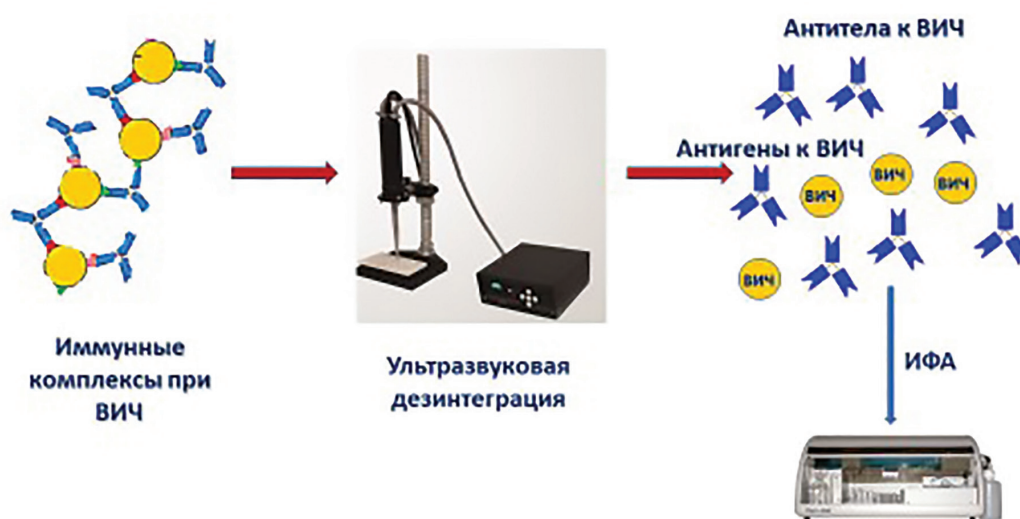 Антитела к ВИЧ
Антигены к ВИЧ
ВИЧ
ВИЧ
ВИЧ
ВИЧ
Иммунные
комплексы при
ВИЧ
Ультразвуковая
дезинтеграция
ИФА